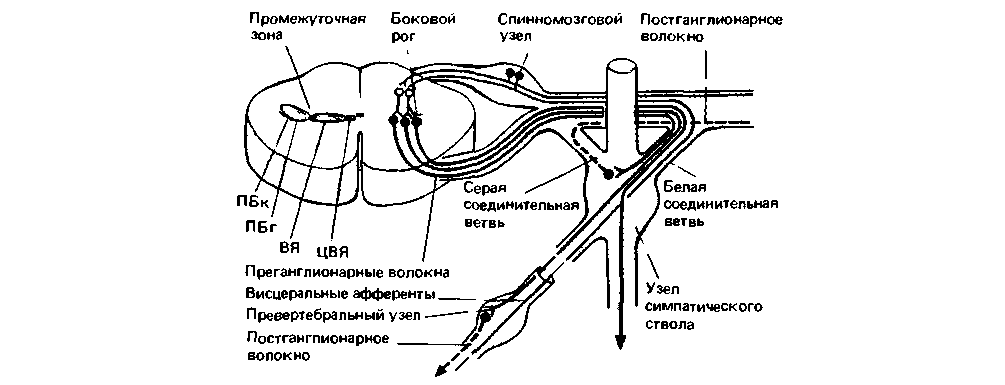 Промежуточная
зона
Боковой
рог
Спинномозговой
узел
Постганглионарное
волокно
ПБк
ПБг
ВЯ
ЦВЯ
Серая
соединительная
ветвь
Белая
соединительная
ветвь
Преганглионарные волокна
Висцеральные афференты
Превертебральный узел
Постганглионарное
волокно
Узел
симпатического
ствола